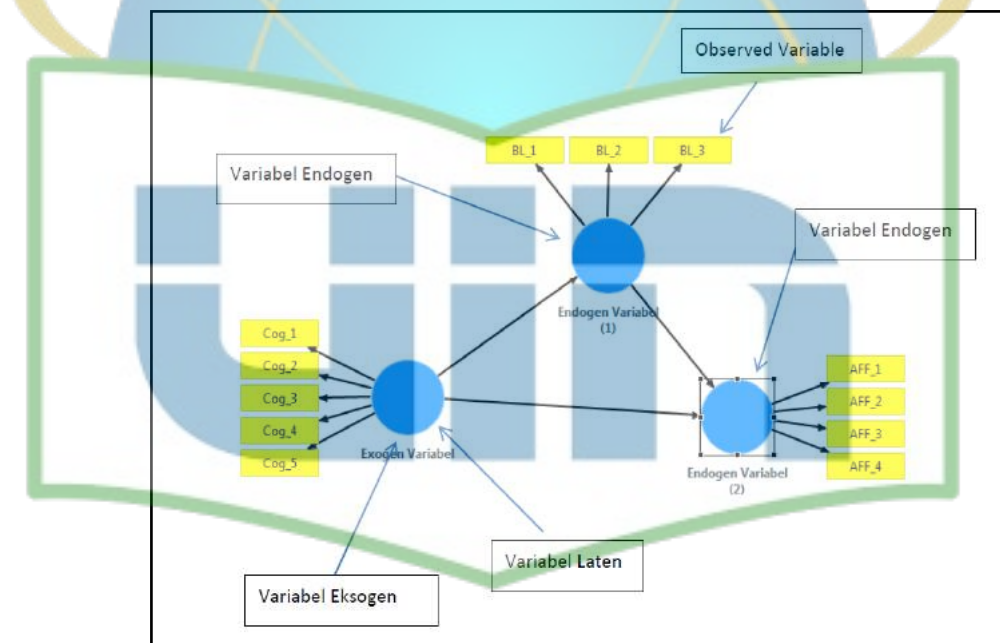 Observed Variable
BL_1 BL_2 BL_3
Variabel Endogen
Variabel Endogen
Endogen Variabel
(1)
Cog_1
Cog_2
Cog_3
Cog_4
Cog_5
Exogen Variabel
AFF_1
AFF_2
AFF_3
AFF_4
Endogen Variabel
(2)
Variabel Laten
Variabel Eksogen
uin